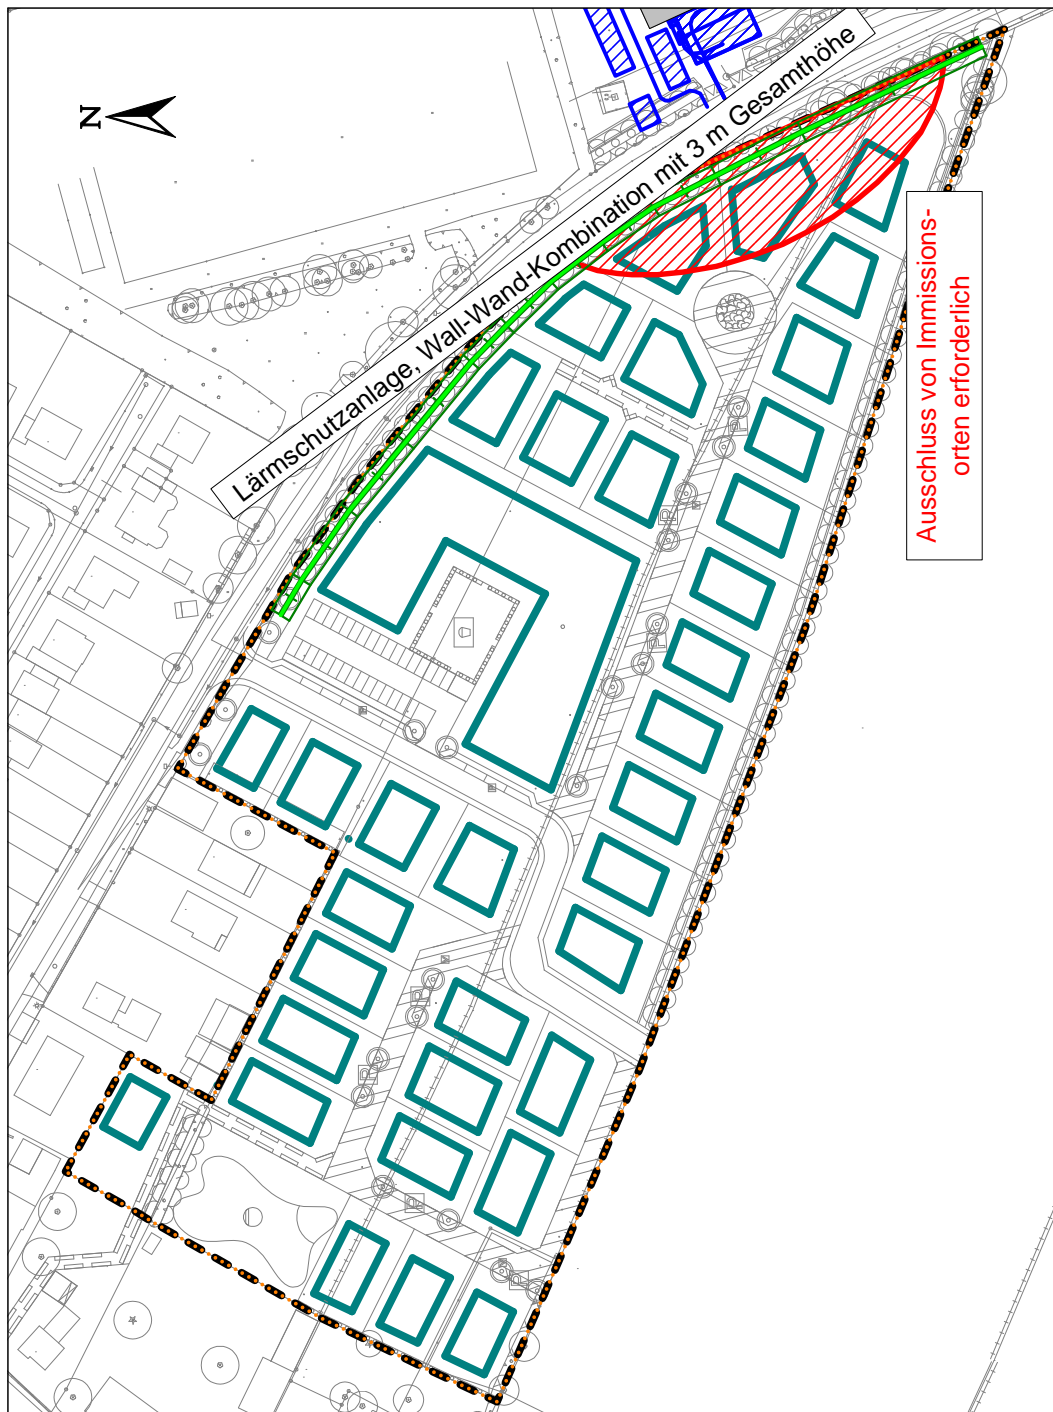 N
Lärmschutzanlage, Wall-Wand-Kombination mit 3 m Gesamthöhe
Ausschluss von Immissions-
orten erforderlich
P
P
P
P
P
P
P